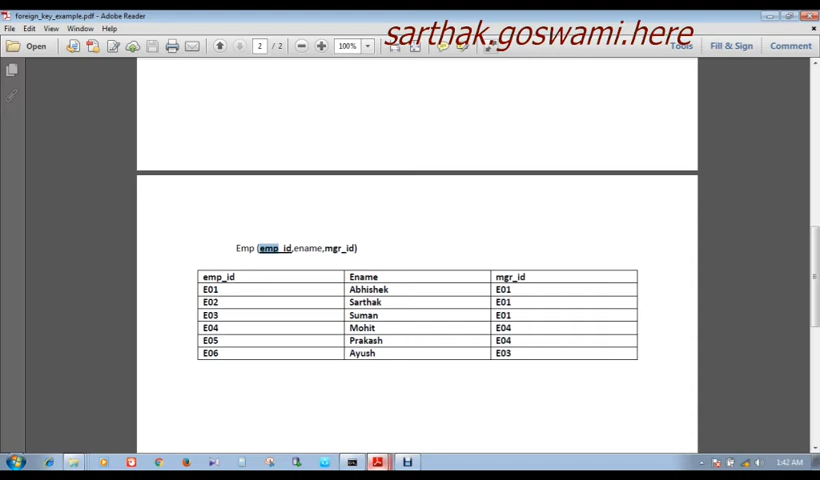 foreign_key_example.pdf - Adobe Reader
sarthak.goswami.here
File Edit View Window Help
Open 2 / 2 100% Tools Fill & Sign Comment
Emp (emp_id,ename,mgr_id)
emp_id Ename mgr_id
E01 Abhishek E01
E02 Sarthak E01
E03 Suman E01
E04 Mohit E04
E05 Prakash E04
E06 Ayush E03
1:42 AM